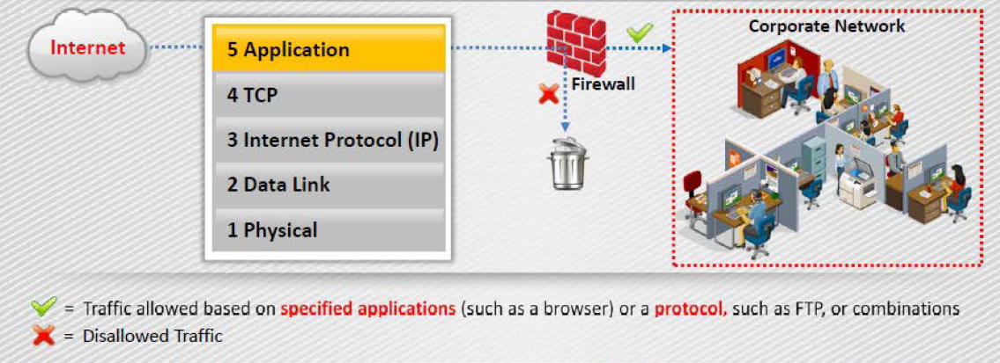 Internet
5 Application
4 TCP
3 Internet Protocol (IP)
2 Data Link
1 Physical
Firewall
Corporate Network
= Traffic allowed based on specified applications (such as a browser) or a protocol, such as FTP, or combinations
= Disallowed Traffic